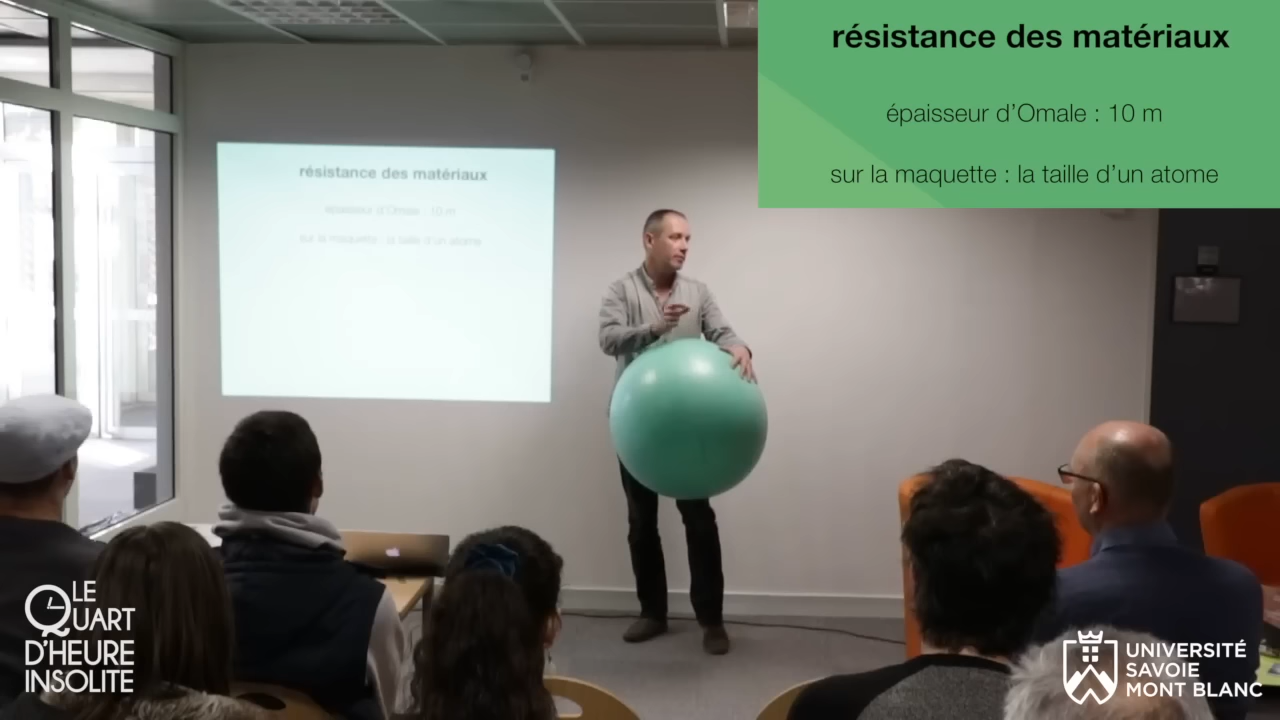 résistance des matériaux
épaisseur d'Omale : 10 m
sur la maquette : la taille d'un atome
résistance des matériaux
épaisseur d'Omale : 10 m
sur la maquette : la taille d'un atome
LE
QUART
D'HEURE
INSOLITE
UNIVERSITÉ
SAVOIE
MONT BLANC